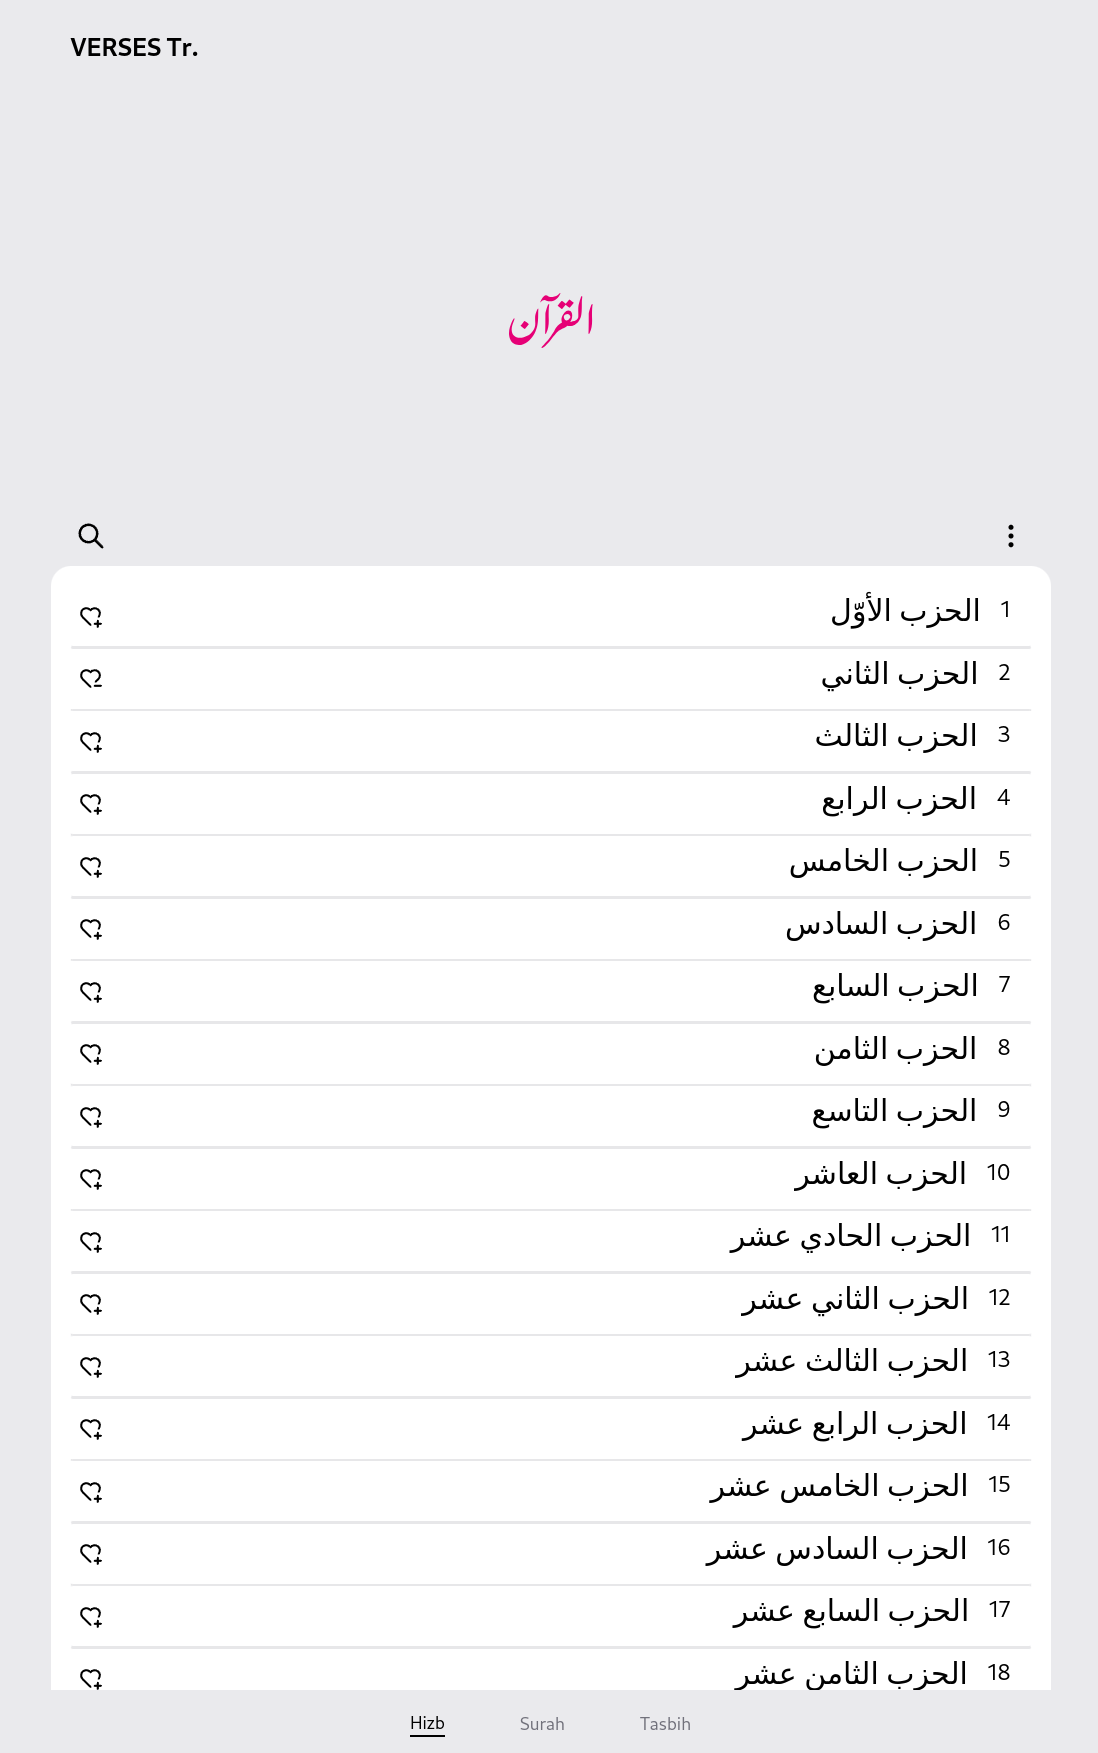 VERSES Tr.
القرآن
1 الحزب الأوّل
2 الحزب الثاني
3 الحزب الثالث
4 الحزب الرابع
5 الحزب الخامس
6 الحزب السادس
7 الحزب السابع
8 الحزب الثامن
9 الحزب التاسع
10 الحزب العاشر
11 الحزب الحادي عشر
12 الحزب الثاني عشر
13 الحزب الثالث عشر
14 الحزب الرابع عشر
15 الحزب الخامس عشر
16 الحزب السادس عشر
17 الحزب السابع عشر
18 الحزب الثامن عشر
Hizb Surah Tasbih